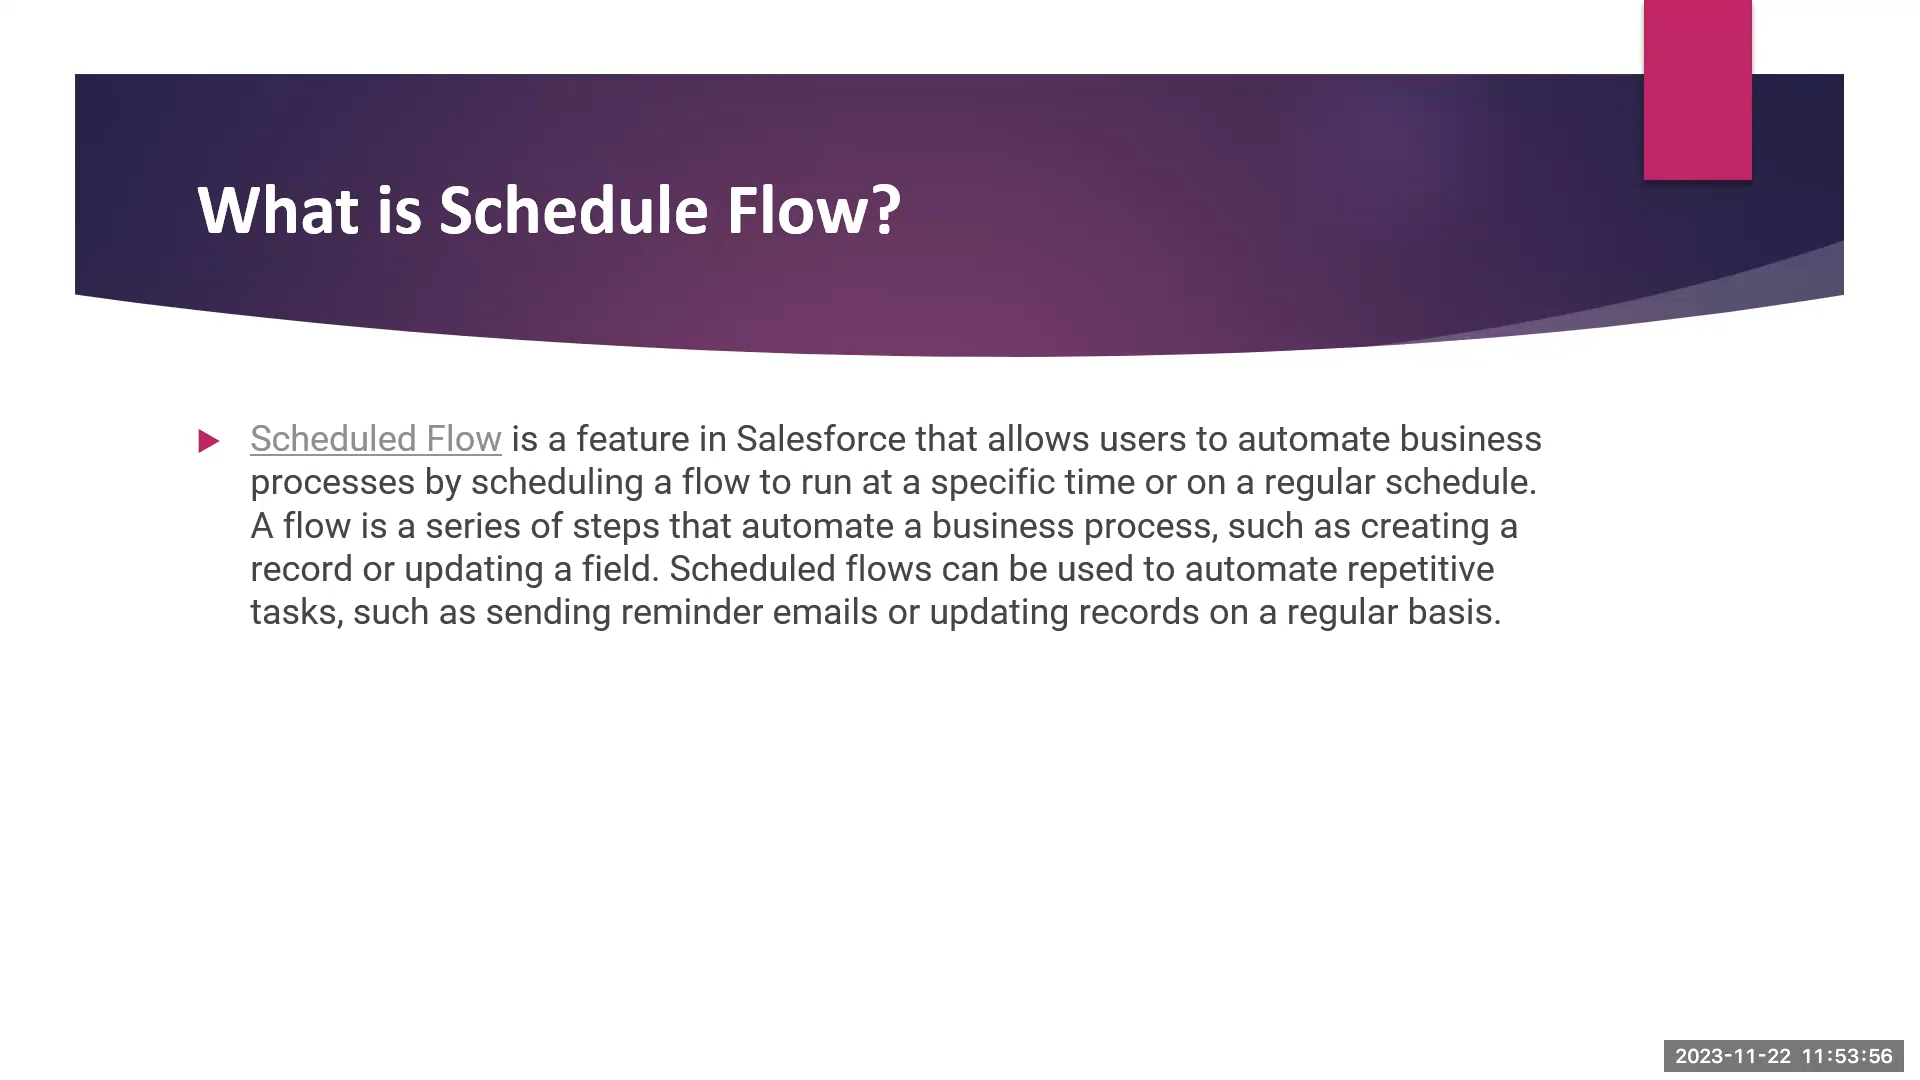 What is Schedule Flow?
Scheduled Flow is a feature in Salesforce that allows users to automate business
processes by scheduling a flow to run at a specific time or on a regular schedule.
A flow is a series of steps that automate a business process, such as creating a
record or updating a field. Scheduled flows can be used to automate repetitive
tasks, such as sending reminder emails or updating records on a regular basis.
2023-11-22 11:53:56